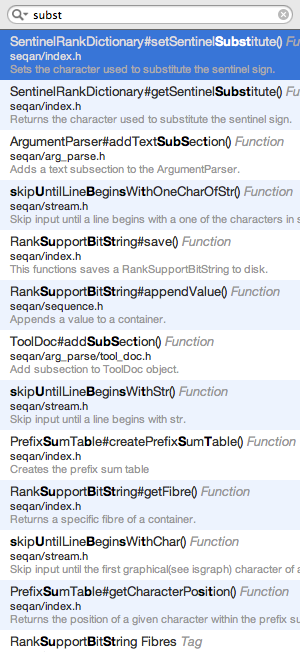 subst
SentinelRankDictionary#setSentinelSubstitute() Fu
seqan/index.h
Sets the character used to substitute the sentinel sign.
SentinelRankDictionary#getSentinelSubstitute() Fu
seqan/index.h
Returns the character used to substitute the sentinel sign.
ArgumentParser#addTextSubSection() Function
seqan/arg_parse.h
Adds a text subsection to the ArgumentParser.
skipUntilLineBeginsWithOneCharOfStr() Function
seqan/stream.h
Skip input until a line begins with a one of the characters in s
RankSupportBitString#save() Function
seqan/index.h
This functions saves a RankSupportBitString to disk.
RankSupportBitString#appendValue() Function
seqan/sequence.h
Appends a value to a container.
ToolDoc#addSubSection() Function
seqan/arg_parse/tool_doc.h
Add subsection to ToolDoc object.
skipUntilLineBeginsWithStr() Function
seqan/stream.h
Skip input until a line begins with str.
PrefixSumTable#createPrefixSumTable() Function
seqan/index.h
Creates the prefix sum table
RankSupportBitString#getFibre() Function
seqan/index.h
Returns a specific fibre of a container.
skipUntilLineBeginsWithChar() Function
seqan/stream.h
Skip input until the first graphical(see isgraph) character of a
PrefixSumTable#getCharacterPosition() Function
seqan/index.h
Returns the position of a given character within the prefix su
RankSupportBitString Fibres Tag